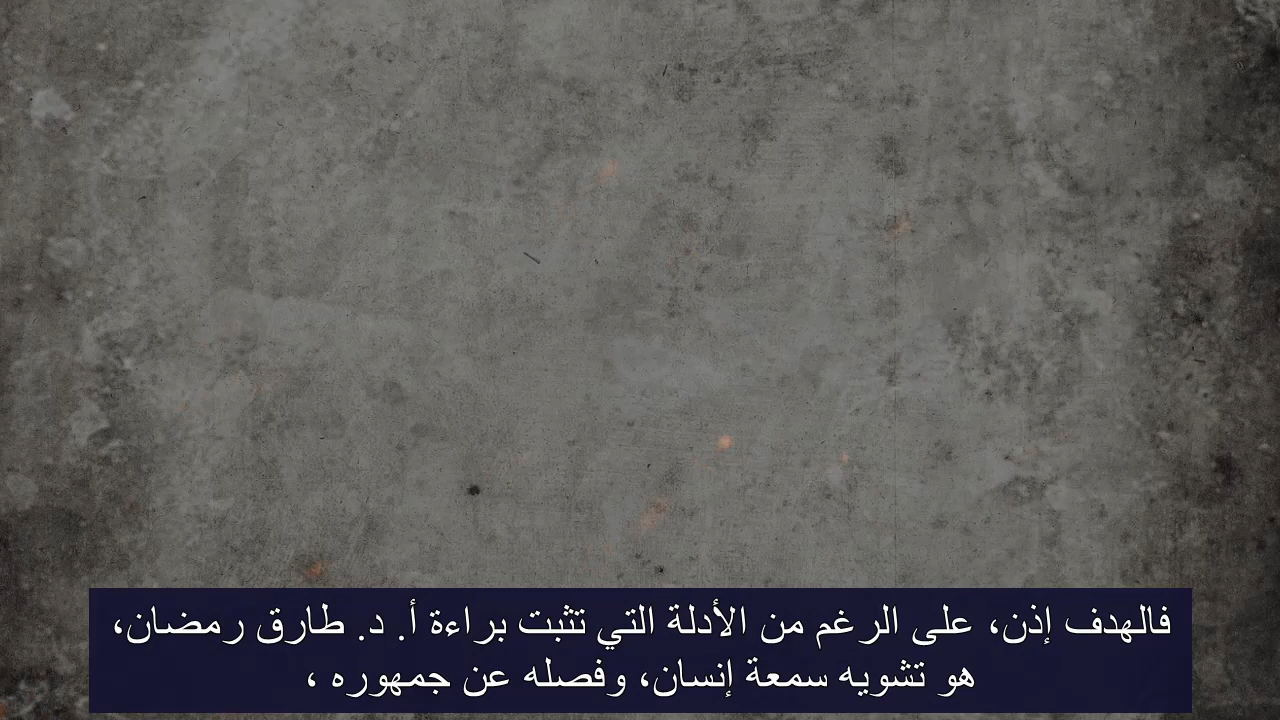 فالهدف إذن، على الرغم من الأدلة التي تثبت براءة أ. د. طارق رمضان،
هو تشويه سمعة إنسان، وفصله عن جمهوره ،